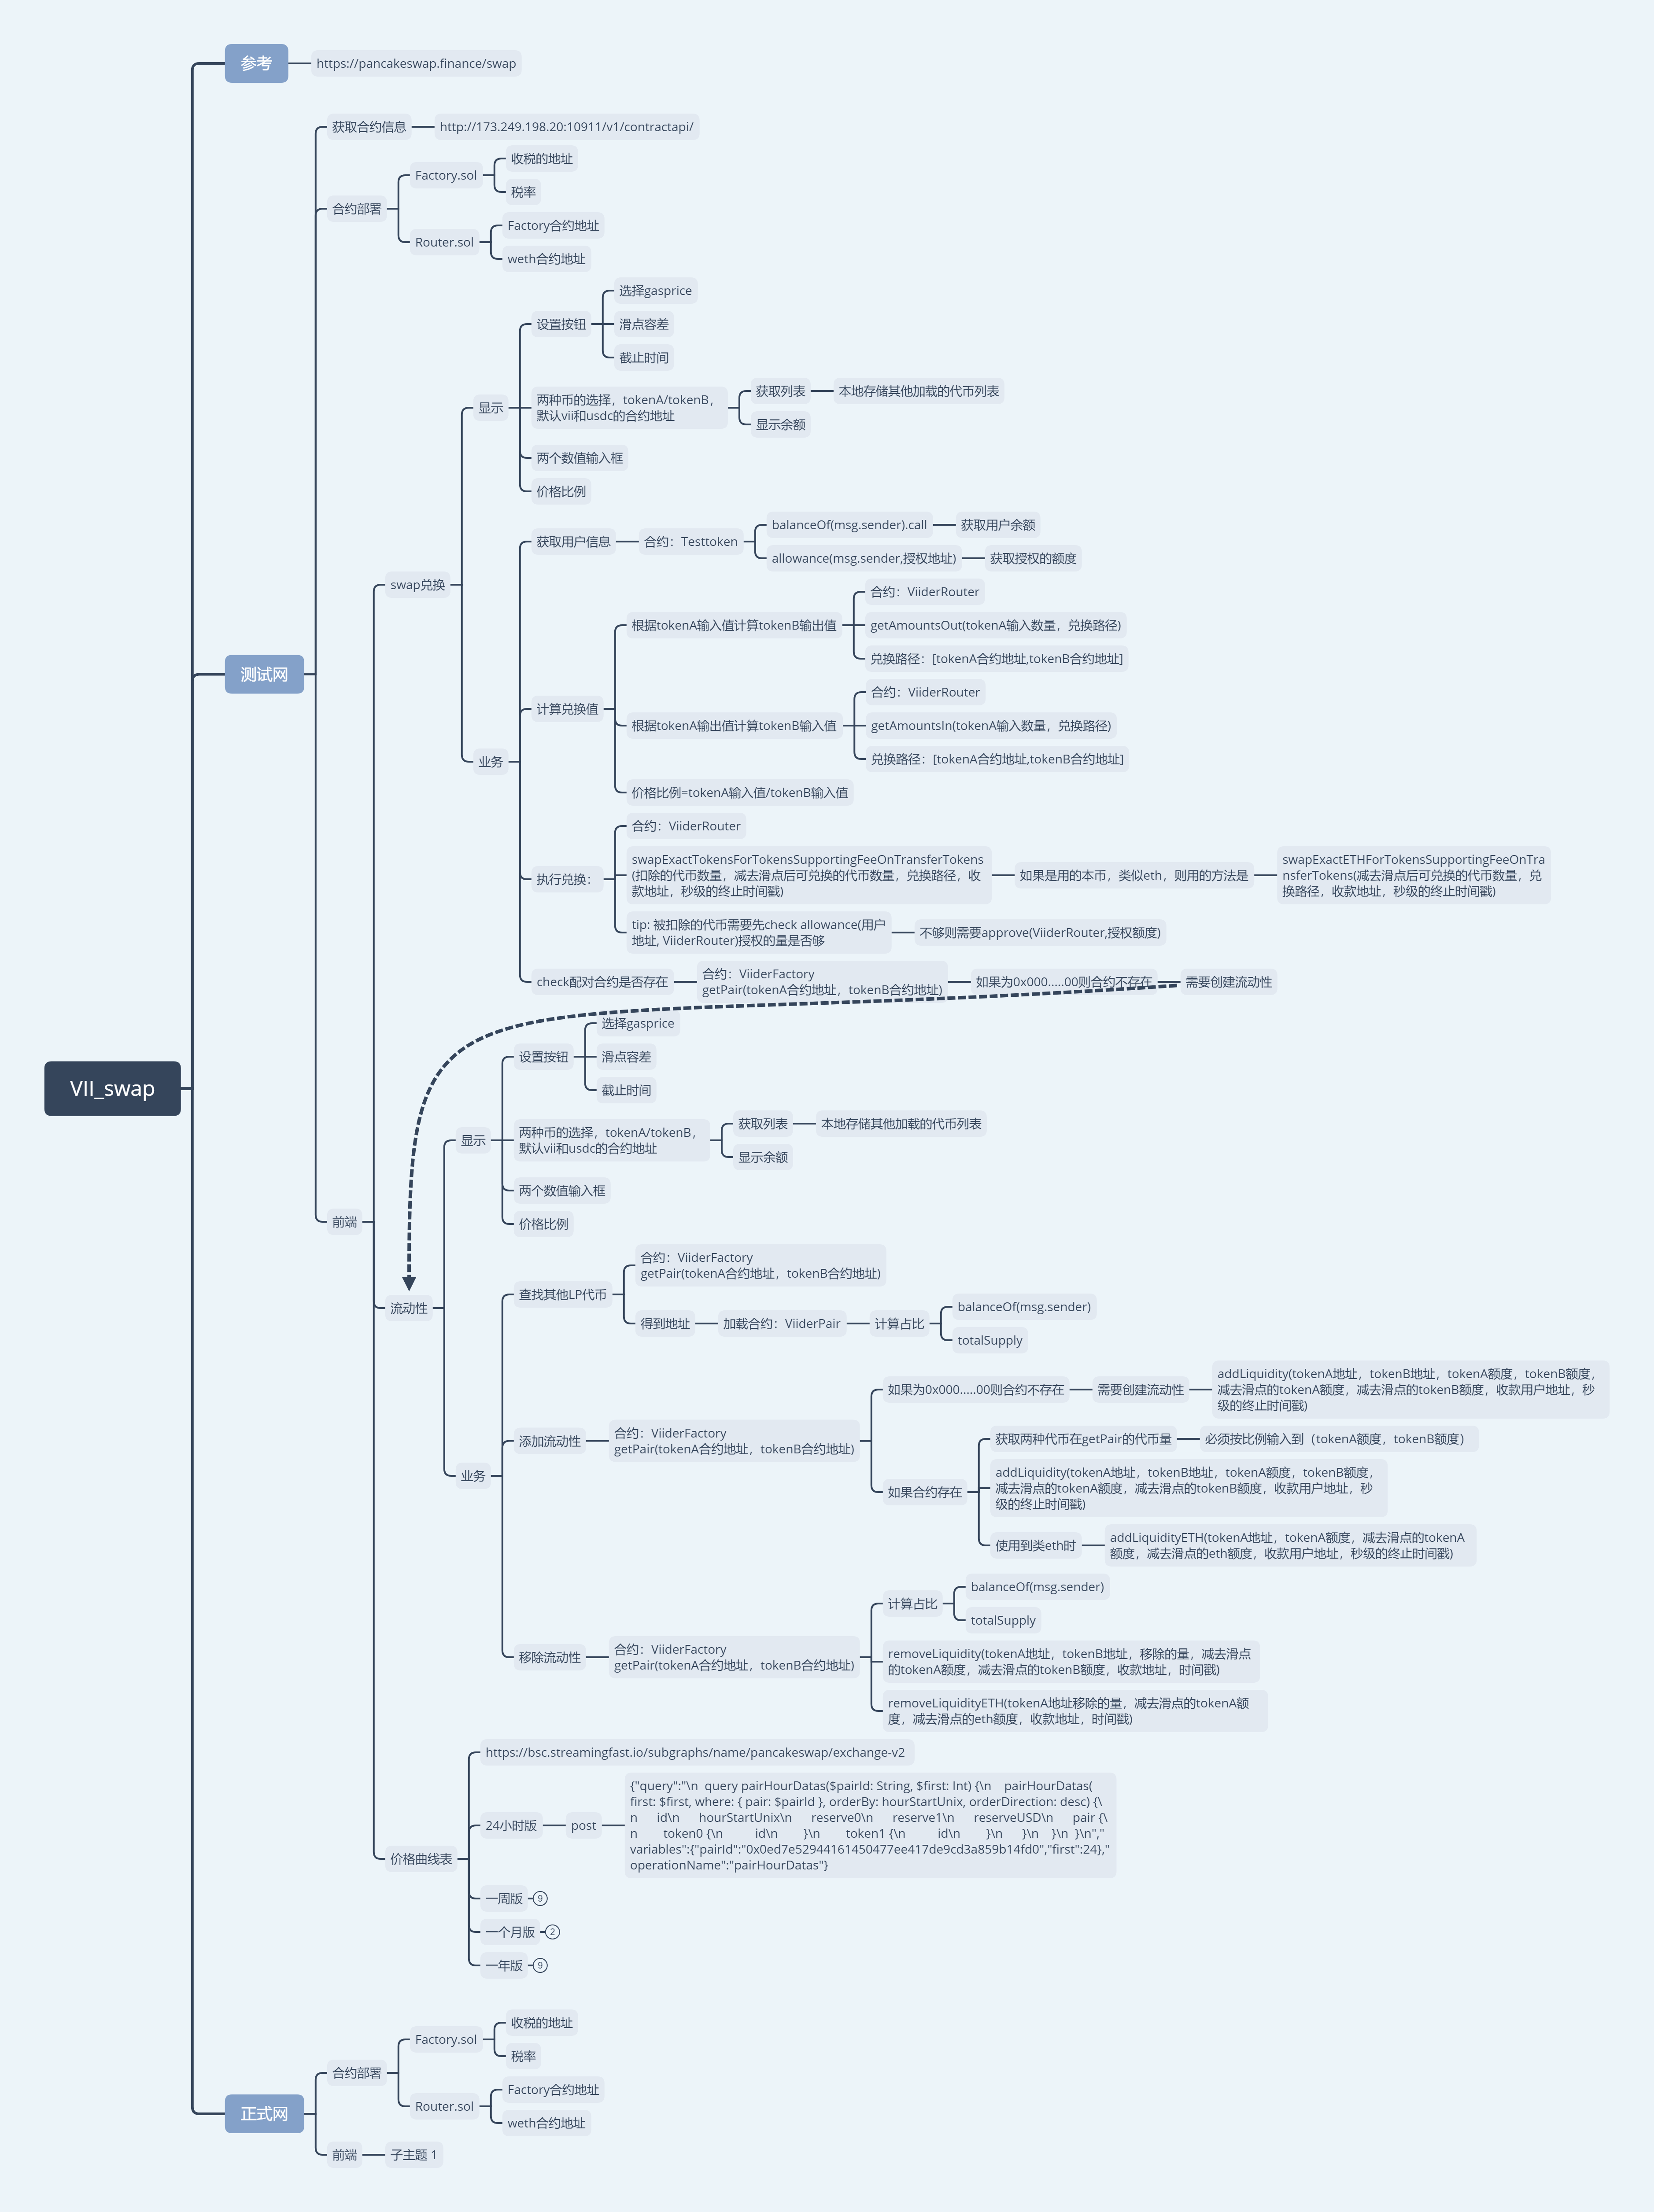 参考
https://pancakeswap.finance/swap
获取合约信息
http://173.249.198.20:10911/v1/contractapi/
合约部署
Factory.sol
收税的地址
税率
Router.sol
Factory合约地址
weth合约地址
swap兑换
显示
设置按钮
选择gasprice
滑点容差
截止时间
两种币的选择，tokenA/tokenB，
默认vii和usdc的合约地址
获取列表
本地存储其他加载的代币列表
显示余额
两个数值输入框
价格比例
业务
获取用户信息
合约：Testtoken
balanceOf(msg.sender).call
获取用户余额
allowance(msg.sender,授权地址)
获取授权的额度
计算兑换值
根据tokenA输入值计算tokenB输出值
合约：ViiderRouter
getAmountsOut(tokenA输入数量，兑换路径)
兑换路径：[tokenA合约地址,tokenB合约地址]
根据tokenA输出值计算tokenB输入值
合约：ViiderRouter
getAmountsIn(tokenA输入数量，兑换路径)
兑换路径：[tokenA合约地址,tokenB合约地址]
价格比例=tokenA输入值/tokenB输入值
执行兑换：
合约：ViiderRouter
swapExactTokensForTokensSupportingFeeOnTransferTokens
(扣除的代币数量，减去滑点后可兑换的代币数量，兑换路径，收
款地址，秒级的终止时间戳)
如果是用的本币，类似eth，则用的方法是
swapExactETHForTokensSupportingFeeOnTra
nsferTokens(减去滑点后可兑换的代币数量，兑
换路径，收款地址，秒级的终止时间戳)
tip: 被扣除的代币需要先check allowance(用户
地址, ViiderRouter)授权的量是否够
不够则需要approve(ViiderRouter,授权额度)
check配对合约是否存在
合约：ViiderFactory
getPair(tokenA合约地址，tokenB合约地址)
如果为0x000.....00则合约不存在
需要创建流动性
测试网
VII_swap
前端
流动性
显示
设置按钮
选择gasprice
滑点容差
截止时间
两种币的选择，tokenA/tokenB，
默认vii和usdc的合约地址
获取列表
本地存储其他加载的代币列表
显示余额
两个数值输入框
价格比例
业务
查找其他LP代币
合约：ViiderFactory
getPair(tokenA合约地址，tokenB合约地址)
得到地址
加载合约：ViiderPair
计算占比
balanceOf(msg.sender)
totalSupply
添加流动性
合约：ViiderFactory
getPair(tokenA合约地址，tokenB合约地址)
如果为0x000.....00则合约不存在
需要创建流动性
addLiquidity(tokenA地址，tokenB地址，tokenA额度，tokenB额度，
减去滑点的tokenA额度，减去滑点的tokenB额度，收款用户地址，秒
级的终止时间戳)
如果合约存在
获取两种代币在getPair的代币量
必须按比例输入到（tokenA额度，tokenB额度）
addLiquidity(tokenA地址，tokenB地址，tokenA额度，tokenB额度，
减去滑点的tokenA额度，减去滑点的tokenB额度，收款用户地址，秒
级的终止时间戳)
使用到类eth时
addLiquidityETH(tokenA地址，tokenA额度，减去滑点的tokenA
额度，减去滑点的eth额度，收款用户地址，秒级的终止时间戳)
移除流动性
合约：ViiderFactory
getPair(tokenA合约地址，tokenB合约地址)
计算占比
balanceOf(msg.sender)
totalSupply
removeLiquidity(tokenA地址，tokenB地址，移除的量，减去滑点
的tokenA额度，减去滑点的tokenB额度，收款地址，时间戳)
removeLiquidityETH(tokenA地址移除的量，减去滑点的tokenA额
度，减去滑点的eth额度，收款地址，时间戳)
价格曲线表
https://bsc.streamingfast.io/subgraphs/name/pancakeswap/exchange-v2
24小时版
post
{"query":"\n  query pairHourDatas($pairId: String, $first: Int) {\n    pairHourDatas(
first: $first, where: { pair: $pairId }, orderBy: hourStartUnix, orderDirection: desc) {\
n      id\n      hourStartUnix\n      reserve0\n      reserve1\n      reserveUSD\n      pair {\
n        token0 {\n          id\n        }\n        token1 {\n          id\n        }\n      }\n    }\n  }\n","
variables":{"pairId":"0x0ed7e52944161450477ee417de9cd3a859b14fd0","first":24},"
operationName":"pairHourDatas"}
一周版
9
一个月版
2
一年版
9
正式网
合约部署
Factory.sol
收税的地址
税率
Router.sol
Factory合约地址
weth合约地址
前端
子主题 1